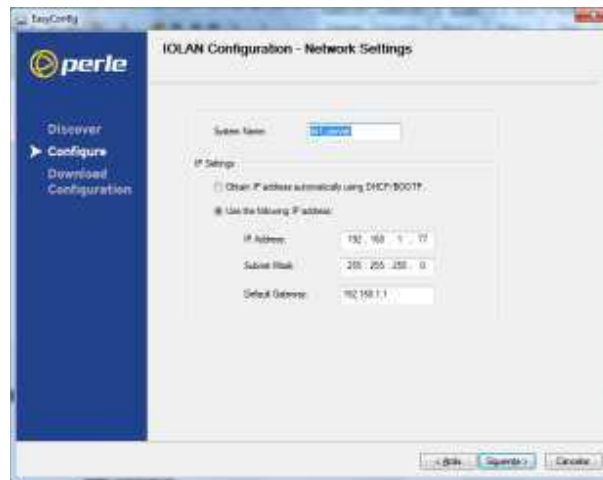 EasyConfig
perle
IOLAN Configuration - Network Settings
Discover
Configure
Download
Configuration
System Name:
IP Settings
Obtain IP address automatically using DHCP/BOOTP.
Use the following IP address:
IP Address: 192 . 168 . 1 . 77
Subnet Mask: 255 . 255 . 255 . 0
Default Gateway: 192.168.1.1
< Atrás
Siguiente >
Cancelar